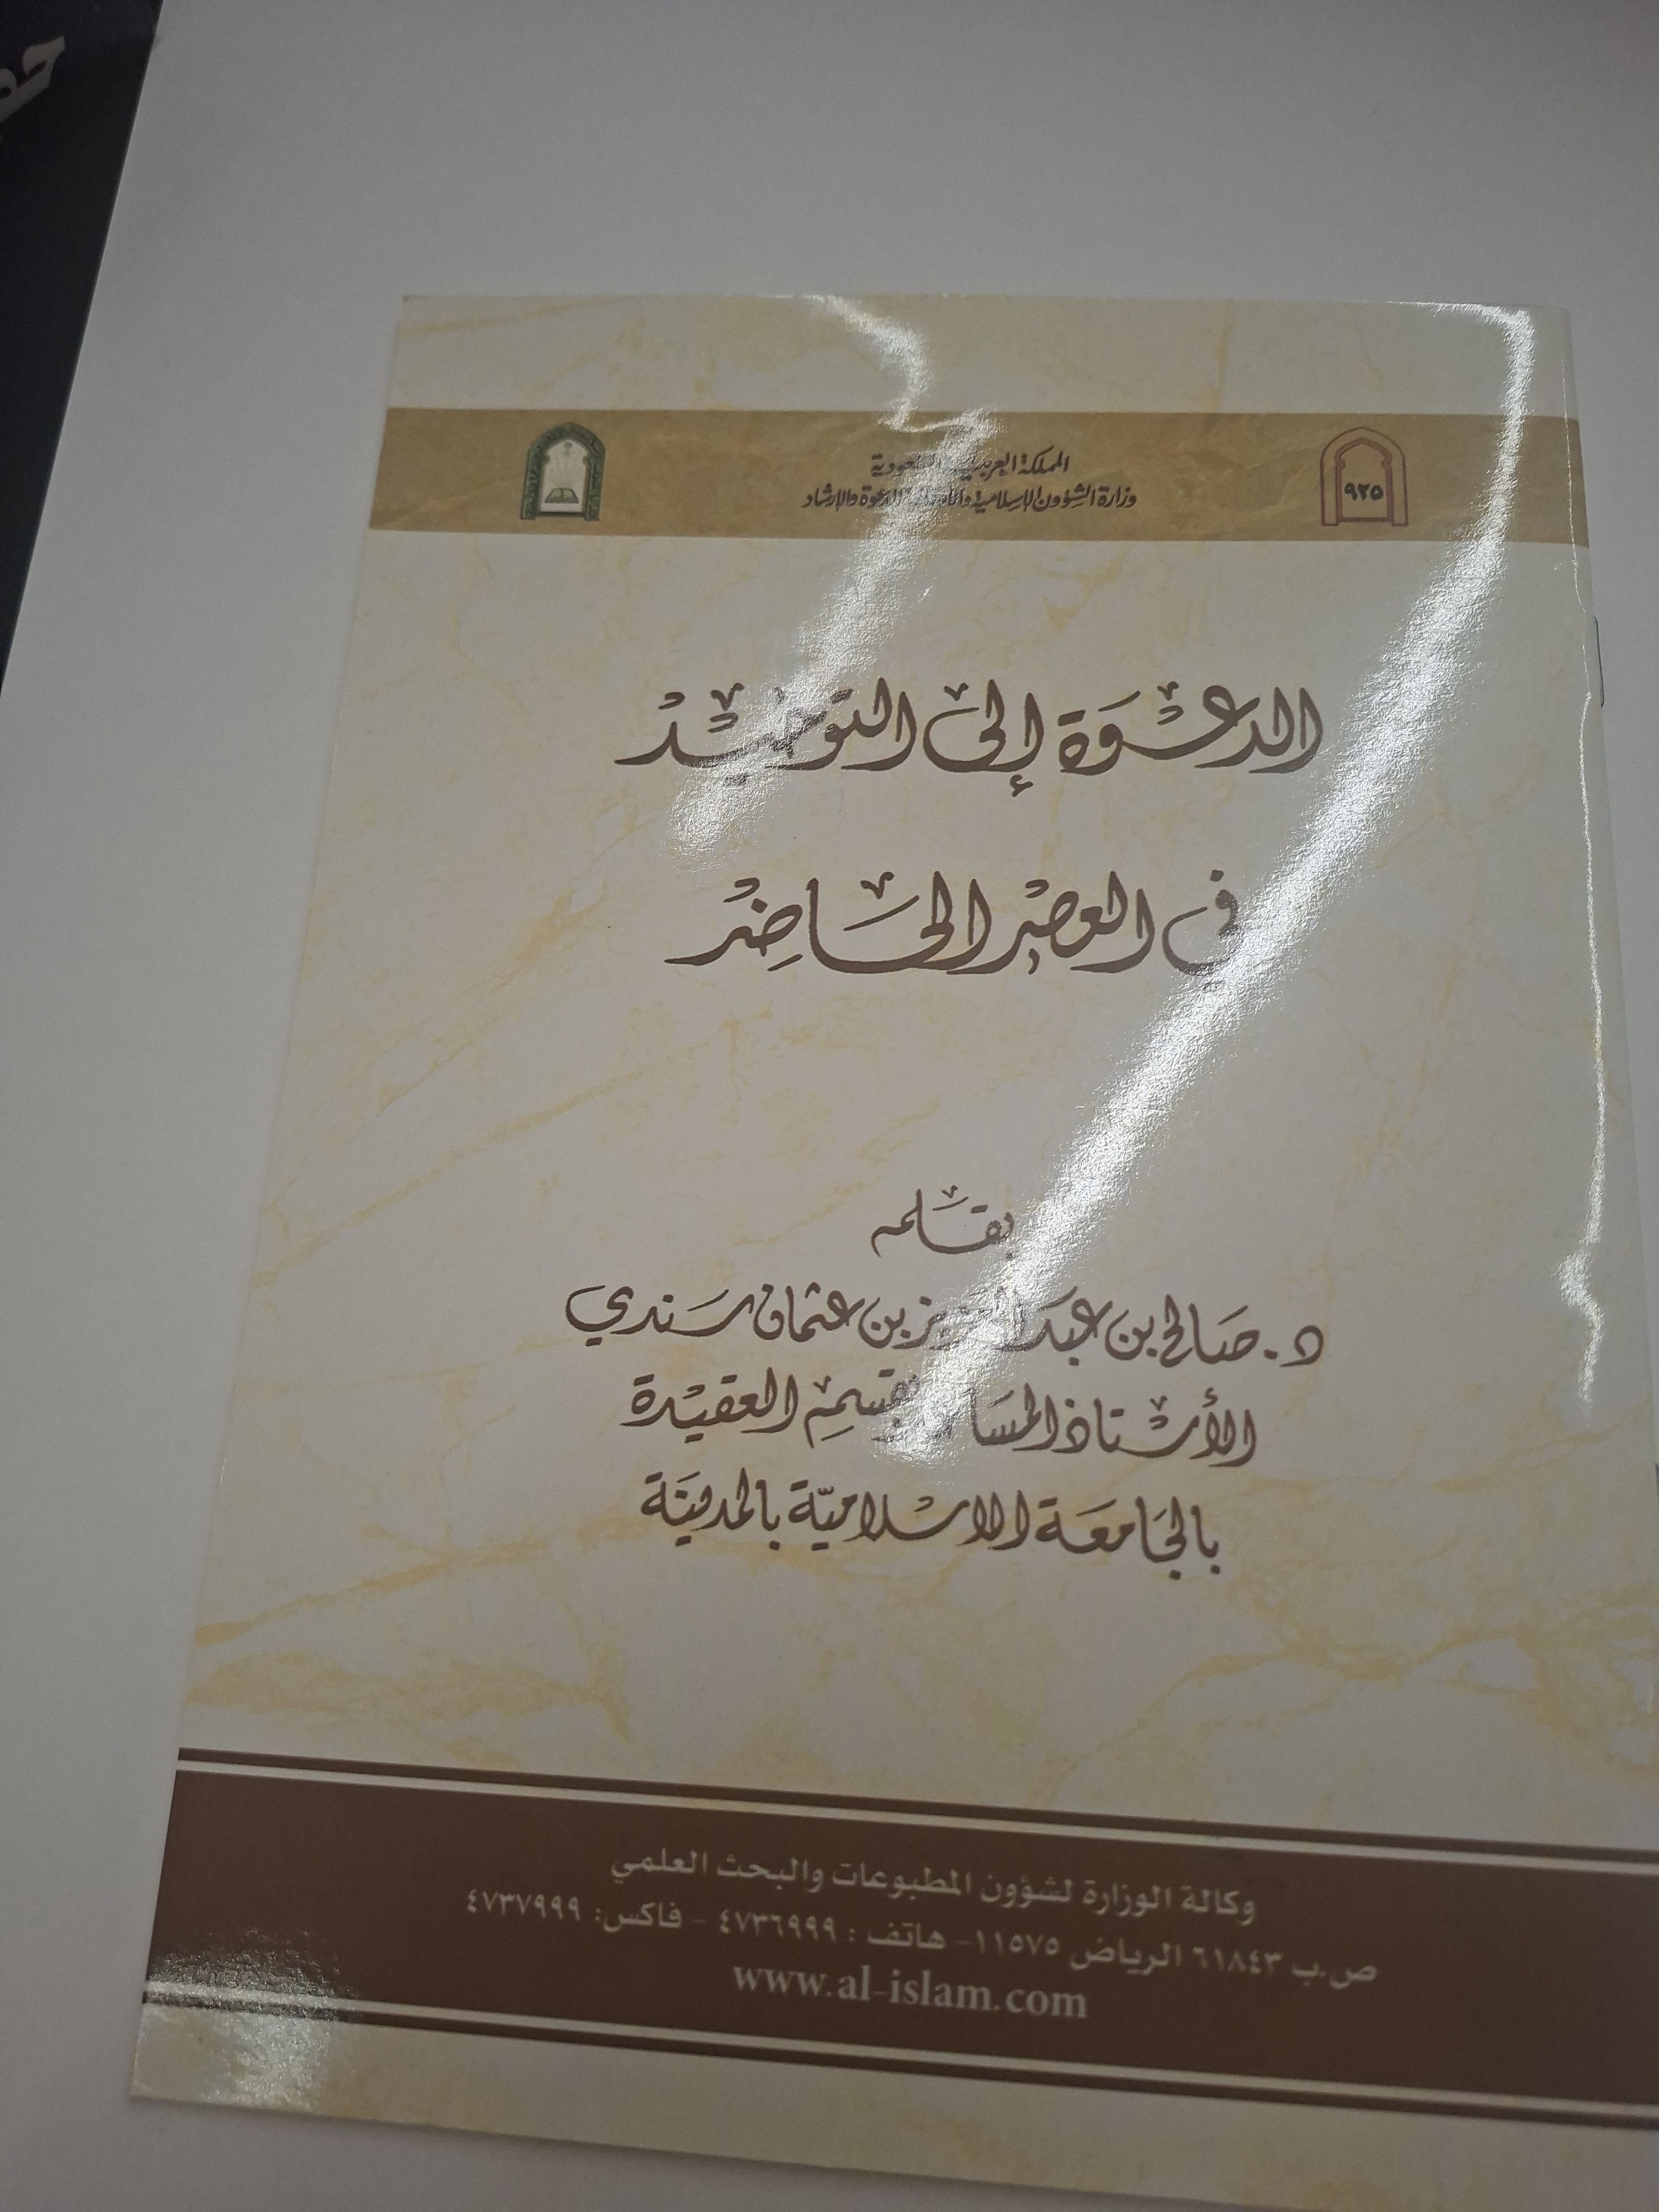 المملكة العربية السعودية
وزارة الشؤون الإسلامية والأوقاف والدعوة والإرشاد
٩٢٥
الدعوة إلى التوحيد
في العصر الحاضر
بقلم
د. صالح بن عبد العزيز بن عثمان سندي
الأستاذ المساعد بقسم العقيدة
بالجامعة الإسلامية بالمدينة
وكالة الوزارة لشؤون المطبوعات والبحث العلمي
ص.ب ٦١٨٤٣ الرياض ١١٥٧٥- هاتف : ٤٧٣٦٩٩٩ - فاكس: ٤٧٣٧٩٩٩
www.al-islam.com